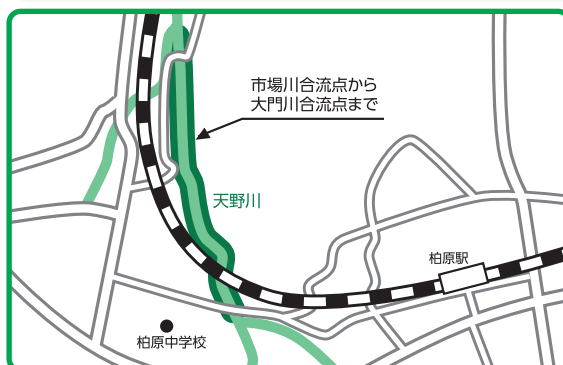 市場川合流点から
大門川合流点まで
天野川
柏原駅
柏原中学校